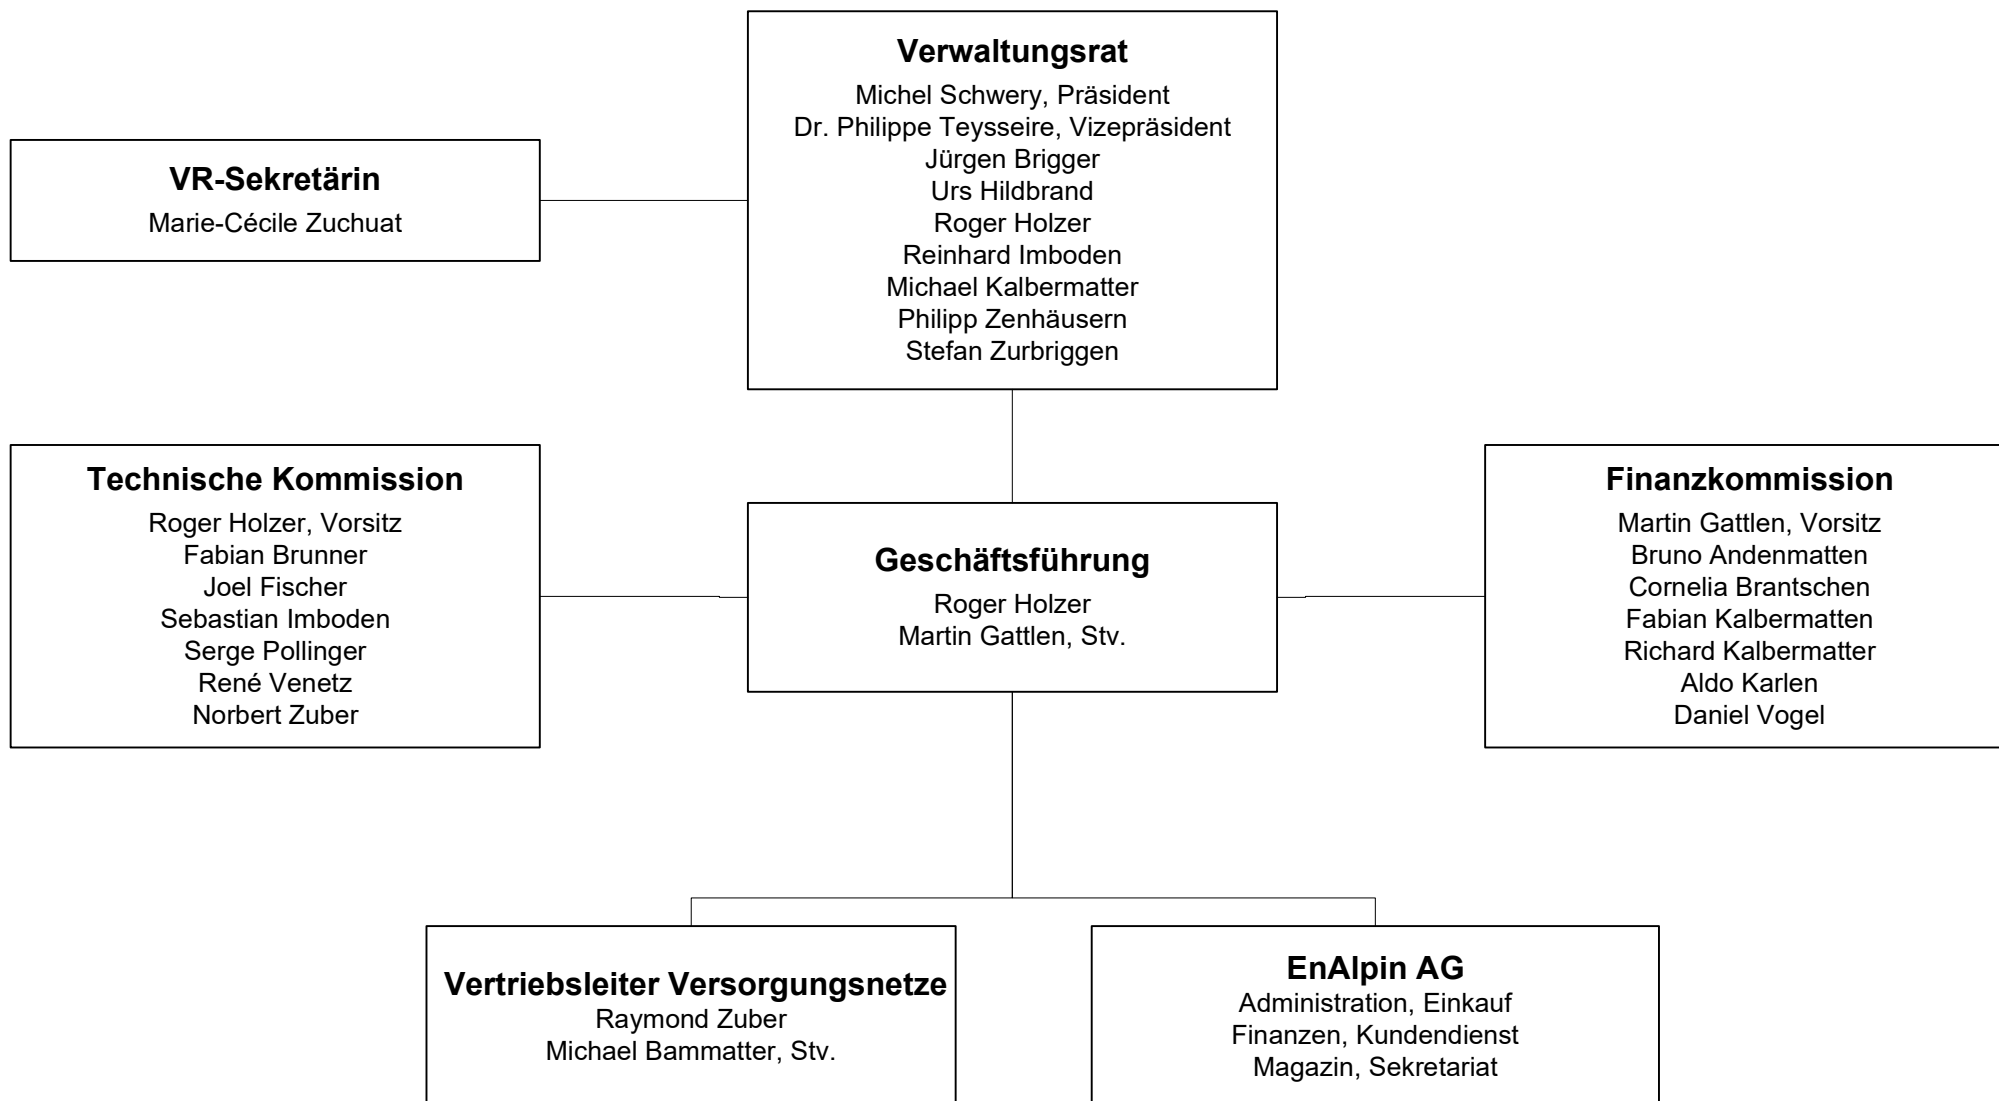 Verwaltungsrat
Michel Schwery, Präsident
Dr. Philippe Teysseire, Vizepräsident
Jürgen Brigger
Urs Hildbrand
Roger Holzer
Reinhard Imboden
Michael Kalbermatter
Philipp Zenhäusern
Stefan Zurbriggen
VR-Sekretärin
Marie-Cécile Zuchuat
Technische Kommission
Roger Holzer, Vorsitz
Fabian Brunner
Joel Fischer
Sebastian Imboden
Serge Pollinger
René Venetz
Norbert Zuber
Geschäftsführung
Roger Holzer
Martin Gattlen, Stv.
Finanzkommission
Martin Gattlen, Vorsitz
Bruno Andenmatten
Cornelia Brantschen
Fabian Kalbermatten
Richard Kalbermatter
Aldo Karlen
Daniel Vogel
Vertriebsleiter Versorgungsnetze
Raymond Zuber
Michael Bammatter, Stv.
EnAlpin AG
Administration, Einkauf
Finanzen, Kundendienst
Magazin, Sekretariat